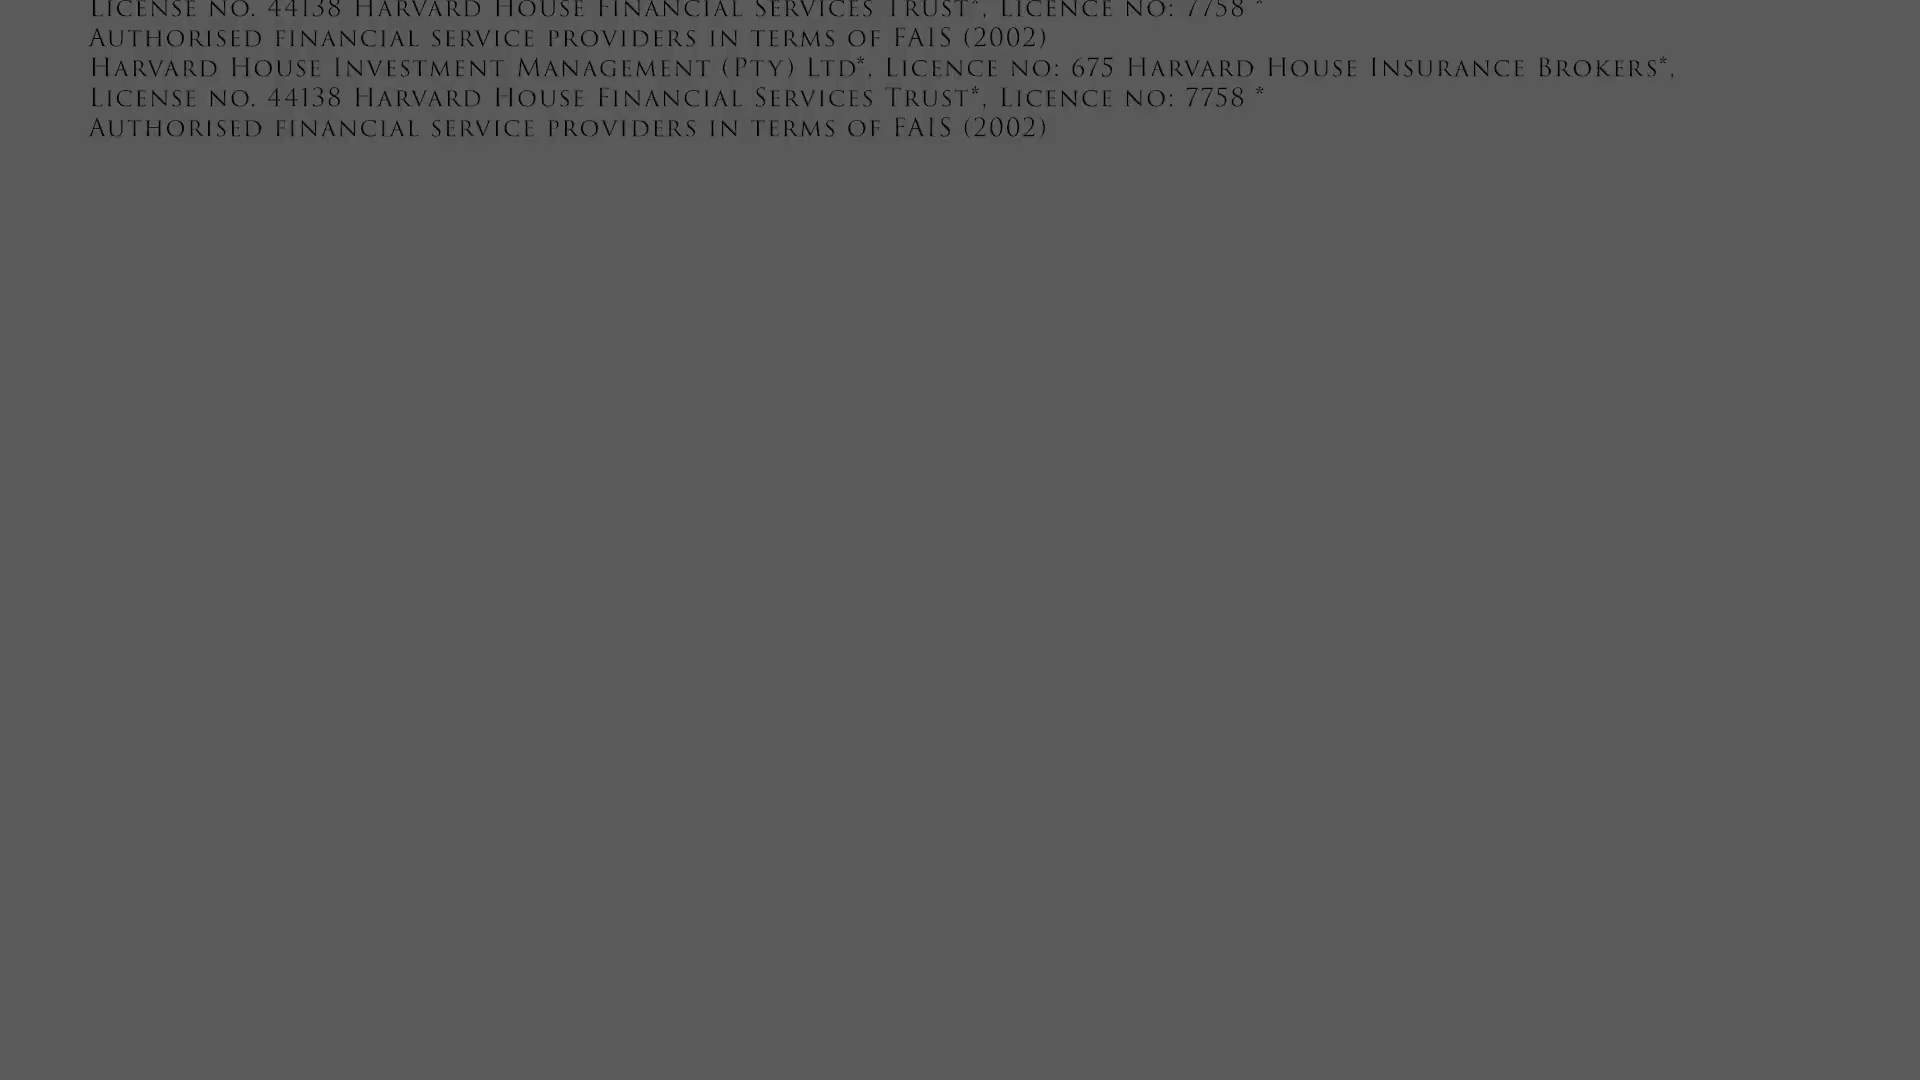 License no. 44138 Harvard House Financial Services Trust*, Licence no: 7758 *
Authorised financial service providers in terms of FAIS (2002)
Harvard House Investment Management (Pty) Ltd*, Licence no: 675 Harvard House Insurance Brokers*,
License no. 44138 Harvard House Financial Services Trust*, Licence no: 7758 *
Authorised financial service providers in terms of FAIS (2002)